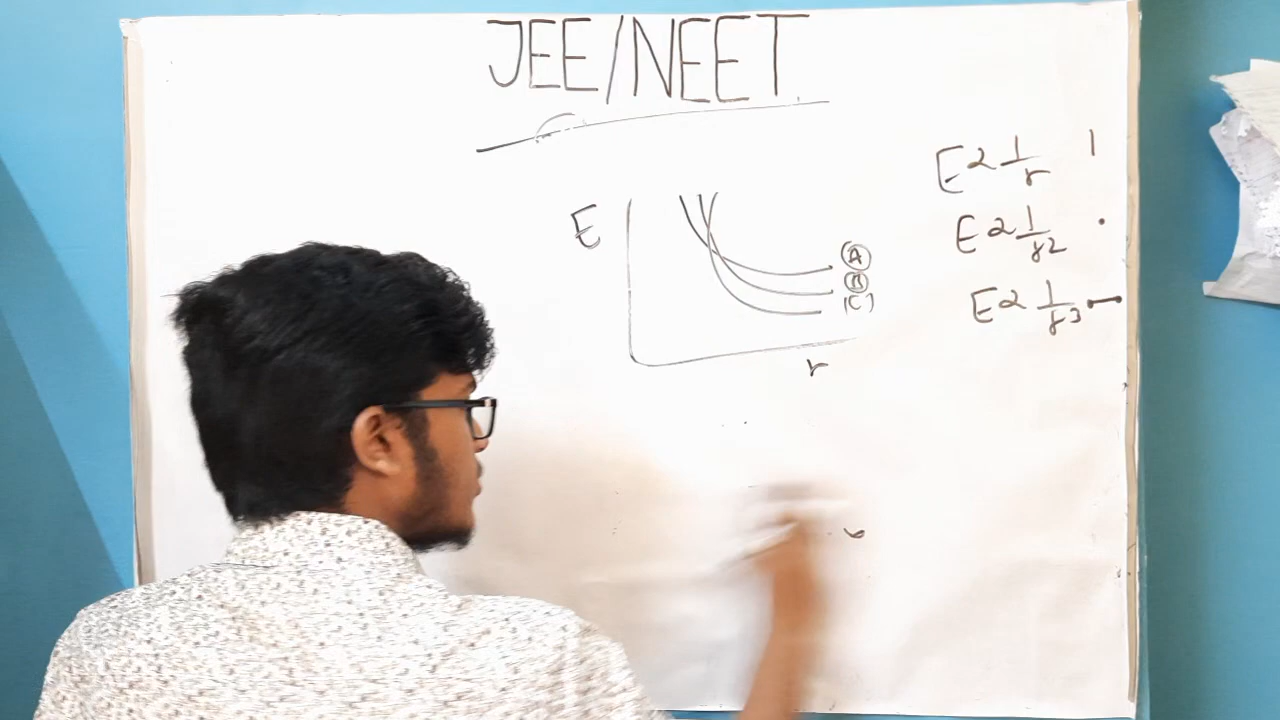 JEE/NEET
E
(A)
(B)
(C)
r
E α 1/r
E α 1/r2
E α 1/r3